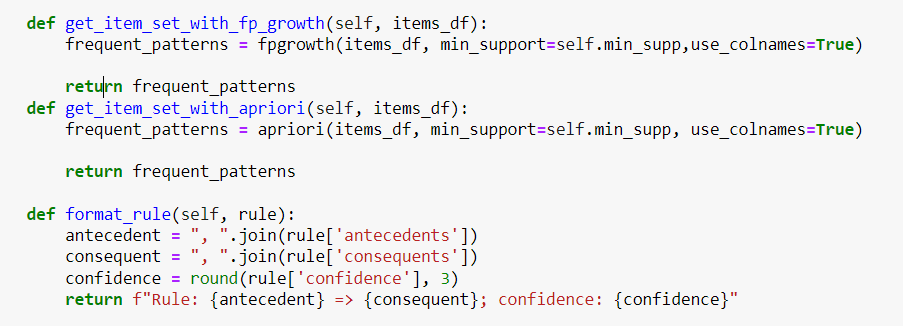 def get_item_set_with_fp_growth(self, items_df):
    frequent_patterns = fpgrowth(items_df, min_support=self.min_supp,use_colnames=True)

    return frequent_patterns
def get_item_set_with_apriori(self, items_df):
    frequent_patterns = apriori(items_df, min_support=self.min_supp, use_colnames=True)

    return frequent_patterns

def format_rule(self, rule):
    antecedent = ", ".join(rule['antecedents'])
    consequent = ", ".join(rule['consequents'])
    confidence = round(rule['confidence'], 3)
    return f"Rule: {antecedent} => {consequent}; confidence: {confidence}"